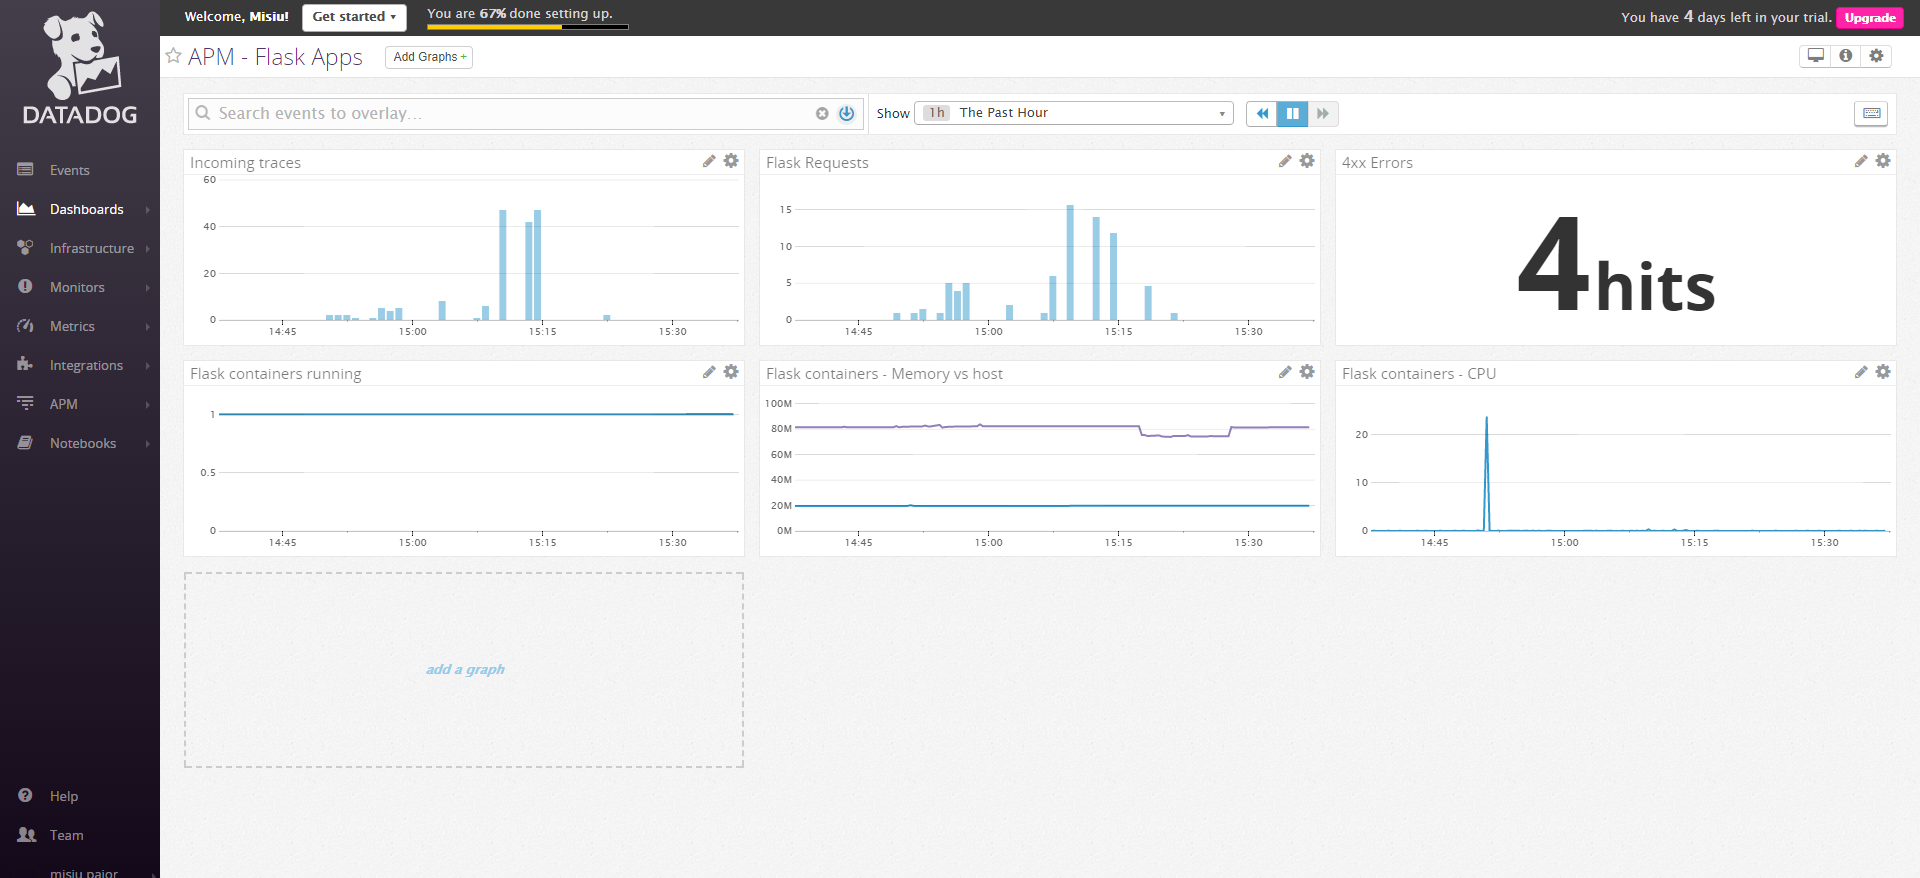 Welcome, Misiu!
Get started ▾
You are 67% done setting up.
You have 4 days left in your trial.
Upgrade
DATADOG
Events
Dashboards
Infrastructure
Monitors
Metrics
Integrations
APM
Notebooks
Help
Team
misiu pajor
APM - Flask Apps
Add Graphs +
Search events to overlay...
Show
1h The Past Hour
Incoming traces
60
40
20
0
14:45 15:00 15:15 15:30
Flask Requests
15
10
5
0
14:45 15:00 15:15 15:30
4xx Errors
4 hits
Flask containers running
1
0.5
0
14:45 15:00 15:15 15:30
Flask containers - Memory vs host
100M
80M
60M
40M
20M
0M
14:45 15:00 15:15 15:30
Flask containers - CPU
20
10
0
14:45 15:00 15:15 15:30
add a graph